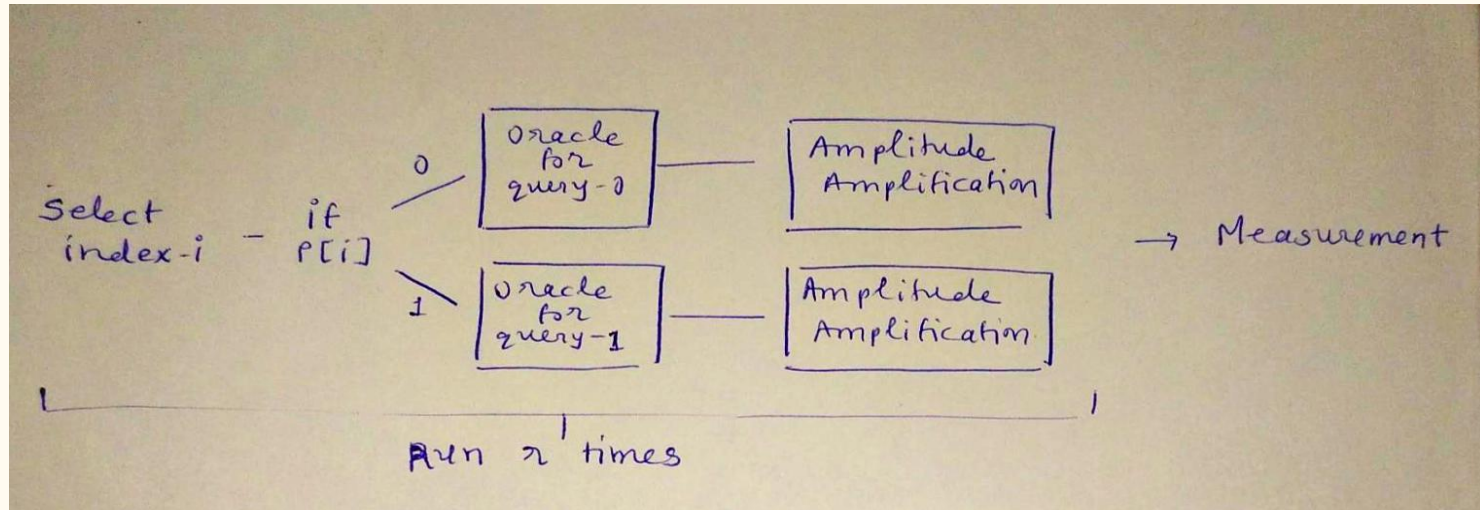 Select
index-i
-
if
P[i]
0
Oracle
for
query-0
Amplitude
Amplification
1
Oracle
for
query-1
Amplitude
Amplification
→ Measurement
Run r times